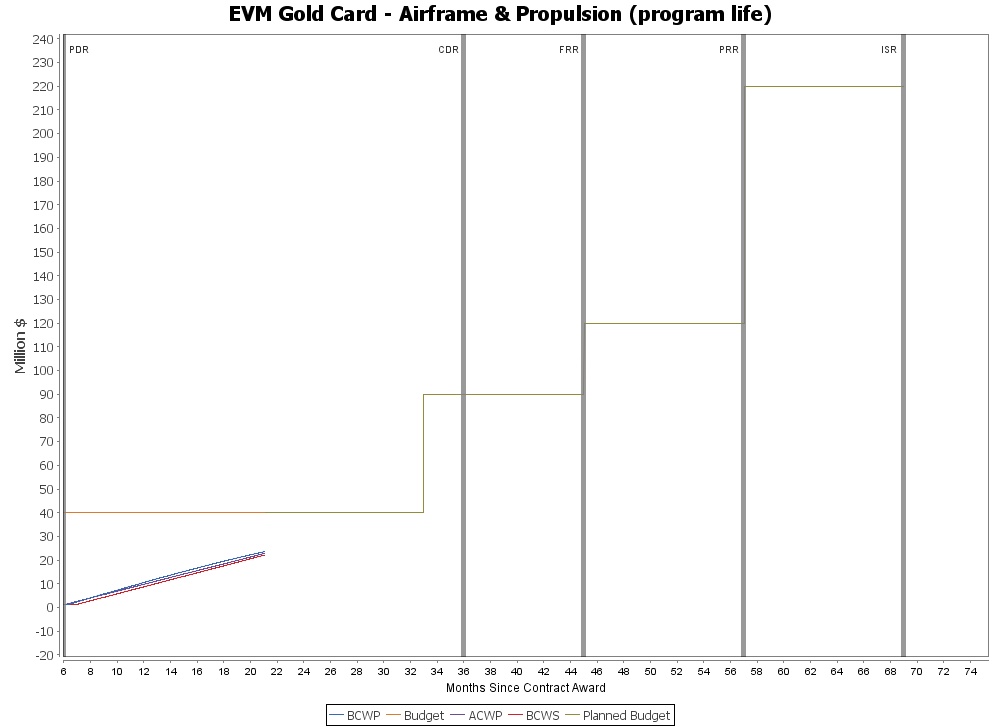 EVM Gold Card - Airframe & Propulsion (program life)
240
230
220
210
200
190
180
170
160
150
140
130
120
110
100
90
80
70
60
50
40
30
20
10
0
-10
-20
Million $
PDR
CDR
FRR
PRR
ISR
6 8 10 12 14 16 18 20 22 24 26 28 30 32 34 36 38 40 42 44 46 48 50 52 54 56 58 60 62 64 66 68 70 72 74
Months Since Contract Award
BCWP Budget ACWP BCWS Planned Budget